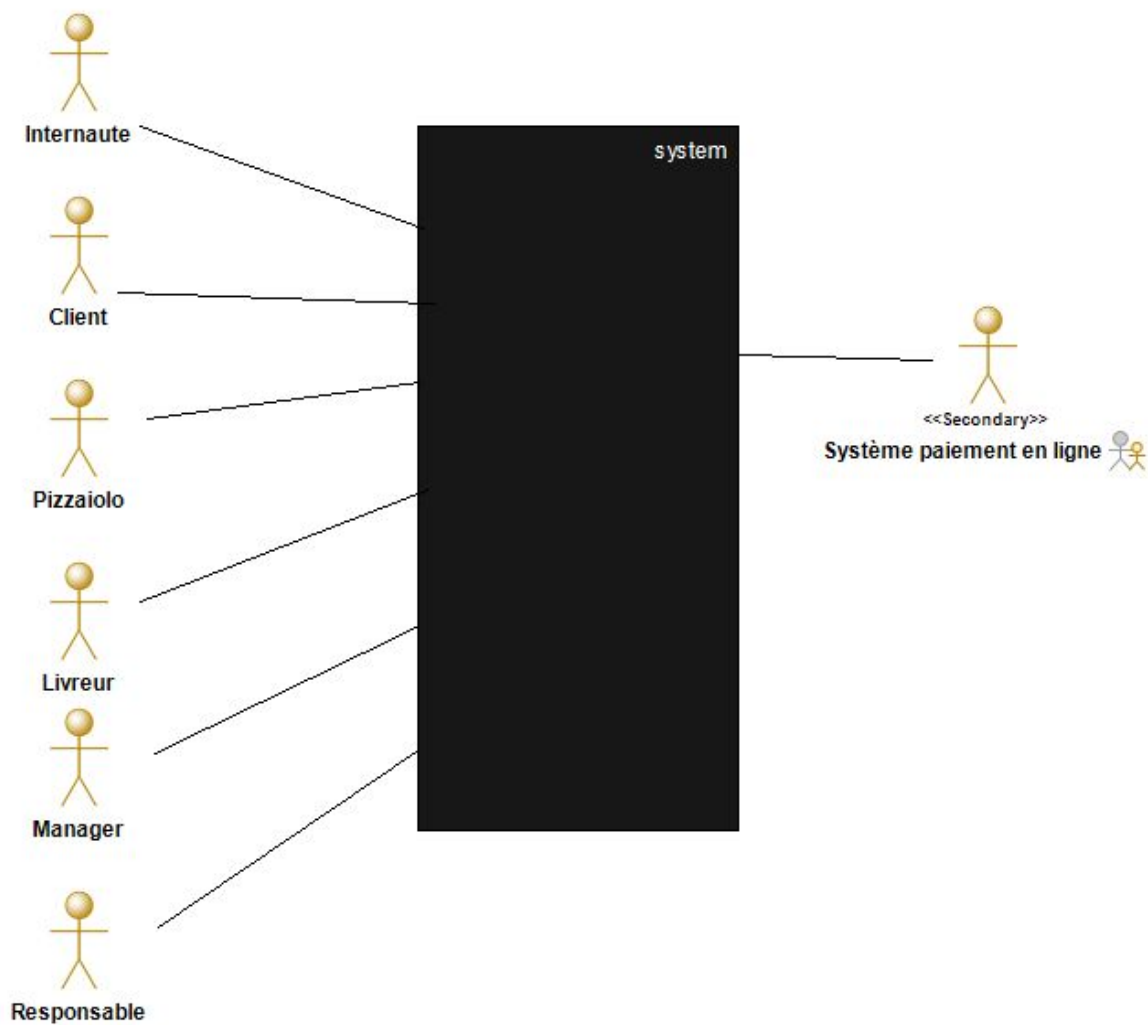 Internaute
system
Client
<<Secondary>>
Système paiement en ligne
Pizzaiolo
Livreur
Manager
Responsable